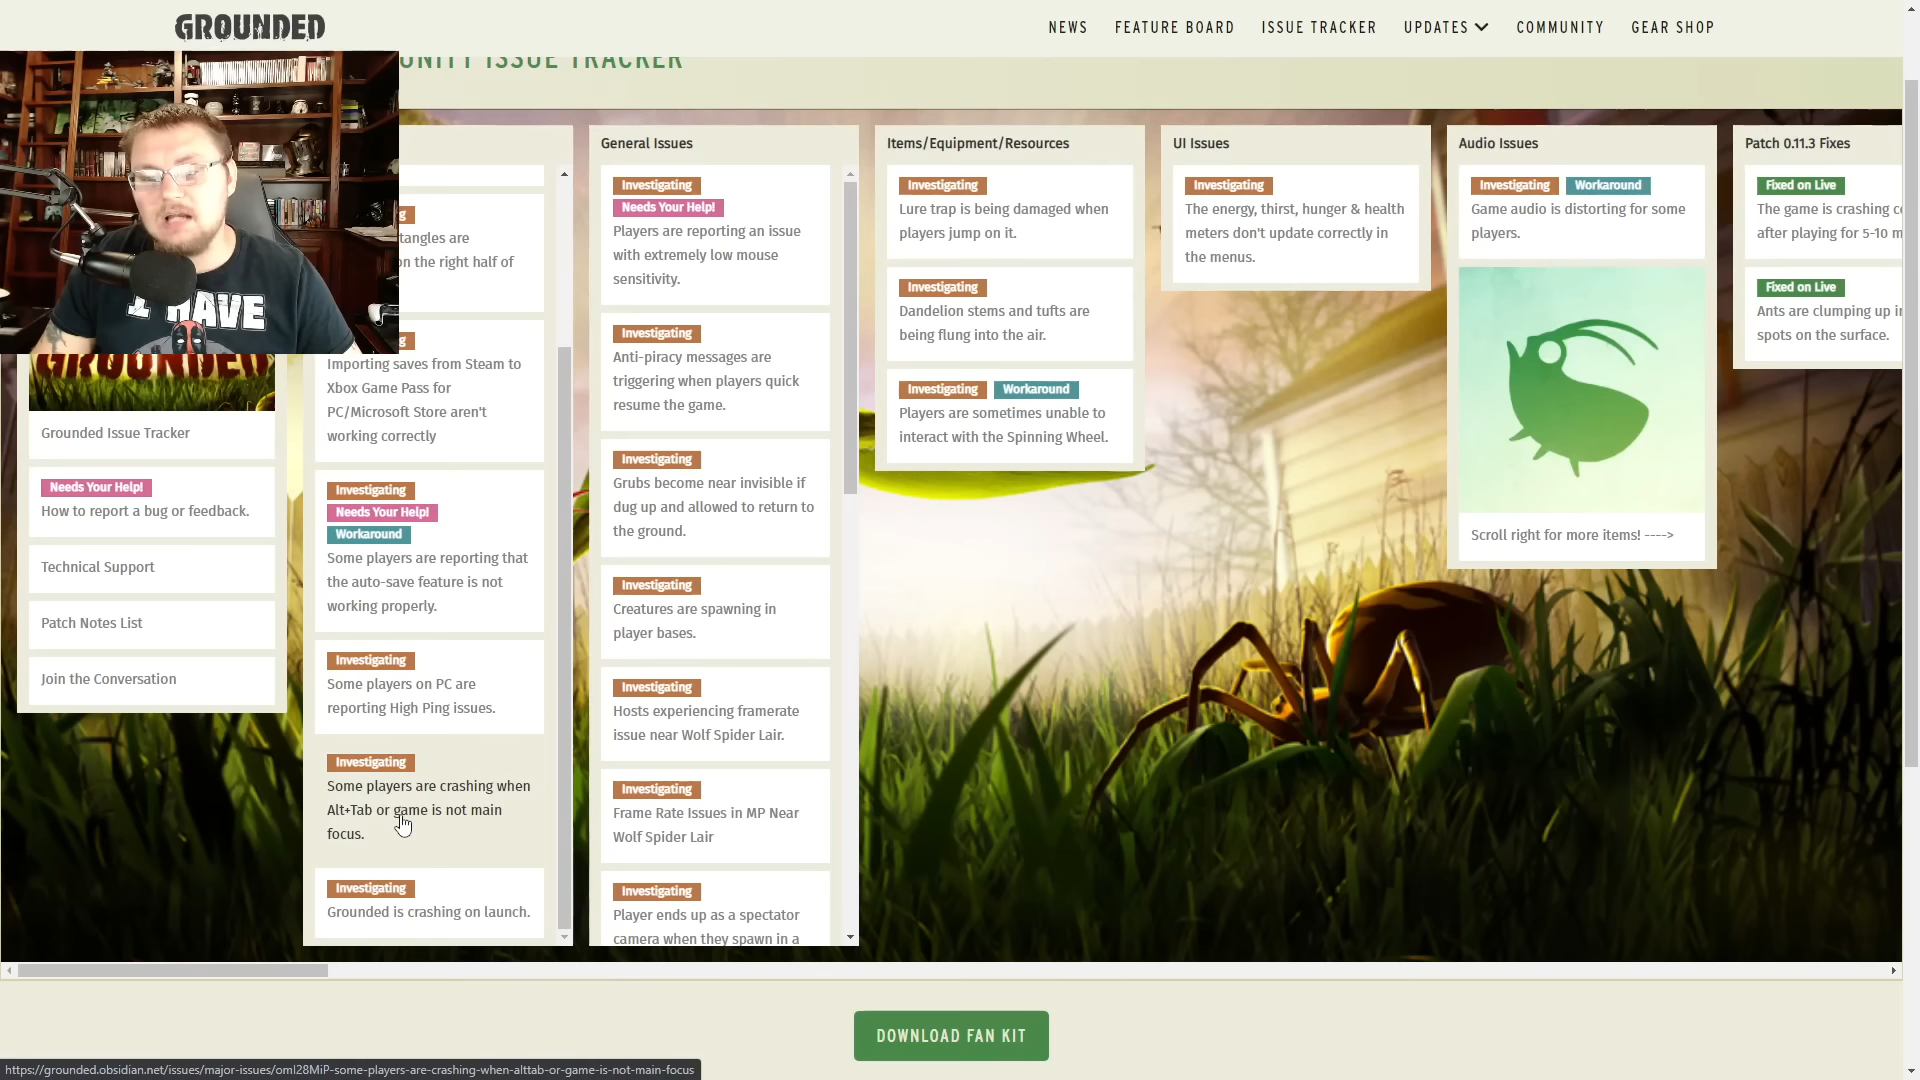 GROUNDED
NEWS
FEATURE BOARD
ISSUE TRACKER
UPDATES
COMMUNITY
GEAR SHOP
UNITY ISSUE TRACKER
I HAVE
GROUNDED
Grounded Issue Tracker
Needs Your Help!
How to report a bug or feedback.
Technical Support
Patch Notes List
Join the Conversation
g
tangles are
on the right half of
g
Importing saves from Steam to
Xbox Game Pass for
PC/Microsoft Store aren't
working correctly
Investigating
Needs Your Help!
Workaround
Some players are reporting that
the auto-save feature is not
working properly.
Investigating
Some players on PC are
reporting High Ping issues.
Investigating
Some players are crashing when
Alt+Tab or game is not main
focus.
Investigating
Grounded is crashing on launch.
General Issues
Investigating
Needs Your Help!
Players are reporting an issue
with extremely low mouse
sensitivity.
Investigating
Anti-piracy messages are
triggering when players quick
resume the game.
Investigating
Grubs become near invisible if
dug up and allowed to return to
the ground.
Investigating
Creatures are spawning in
player bases.
Investigating
Hosts experiencing framerate
issue near Wolf Spider Lair.
Investigating
Frame Rate Issues in MP Near
Wolf Spider Lair
Investigating
Player ends up as a spectator
camera when they spawn in a
Items/Equipment/Resources
Investigating
Lure trap is being damaged when
players jump on it.
Investigating
Dandelion stems and tufts are
being flung into the air.
Investigating Workaround
Players are sometimes unable to
interact with the Spinning Wheel.
UI Issues
Investigating
The energy, thirst, hunger & health
meters don't update correctly in
the menus.
Audio Issues
Investigating Workaround
Game audio is distorting for some
players.
Scroll right for more items! ---->
Patch 0.11.3 Fixes
Fixed on Live
The game is crashing c
after playing for 5-10 m
Fixed on Live
Ants are clumping up i
spots on the surface.
DOWNLOAD FAN KIT
https://grounded.obsidian.net/issues/major-issues/oml28MiP-some-players-are-crashing-when-alttab-or-game-is-not-main-focus